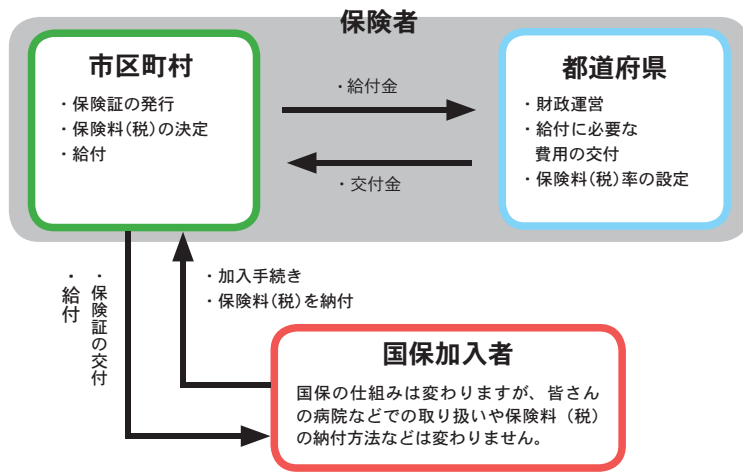 保険者
市区町村
・保険証の発行
・保険料(税)の決定
・給付
・給付金
・交付金
都道府県
・財政運営
・給付に必要な
費用の交付
・保険料(税)率の設定
・給付
・保険証の交付
・加入手続き
・保険料(税)を納付
国保加入者
国保の仕組みは変わりますが、皆さん
の病院などでの取り扱いや保険料（税）
の納付方法などは変わりません。